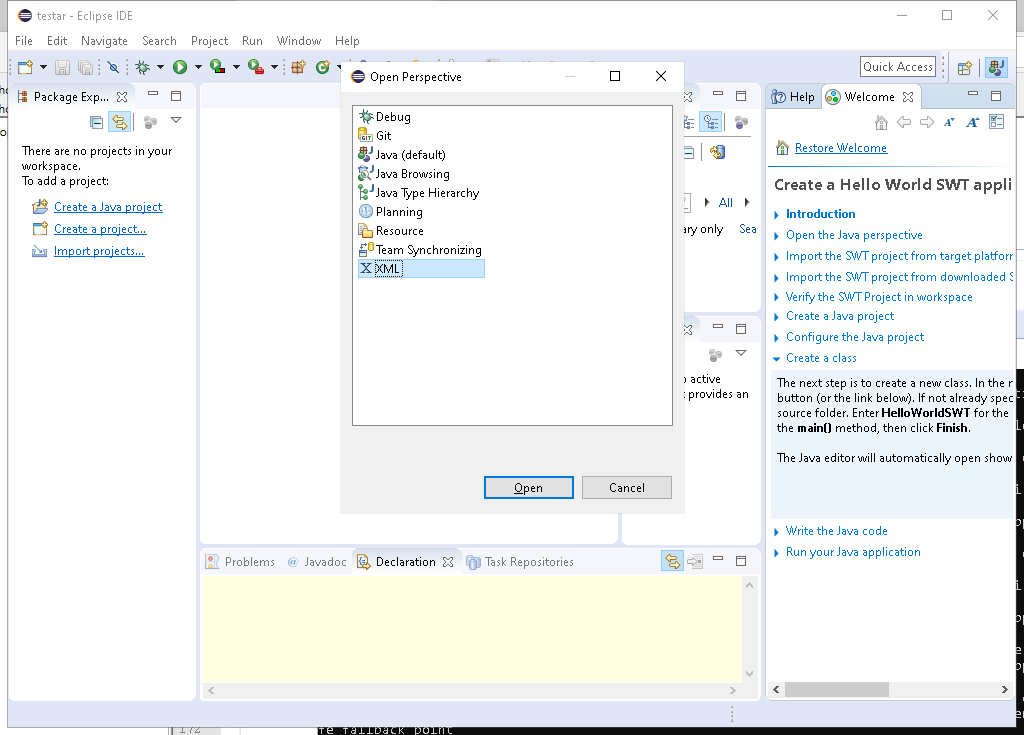 testar - Eclipse IDE
File Edit Navigate Search Project Run Window Help
Quick Access
Package Exp...
There are no projects in your
workspace.
To add a project:
Create a Java project
Create a project...
Import projects...
Open Perspective
Debug
Git
Java (default)
Java Browsing
Java Type Hierarchy
Planning
Resource
Team Synchronizing
XML
Open Cancel
All
ary only Sea
active
provides an
Problems @ Javadoc Declaration Task Repositories
Help Welcome
Restore Welcome
Create a Hello World SWT appli
Introduction
Open the Java perspective
Import the SWT project from target platfor
Import the SWT project from downloaded S
Verify the SWT Project in workspace
Create a Java project
Configure the Java project
Create a class
The next step is to create a new class. In the
button (or the link below). If not already spec
source folder. Enter HelloWorldSWT for the
the main() method, then click Finish.
The Java editor will automatically open show
Write the Java code
Run your Java application
172 fe fallback point